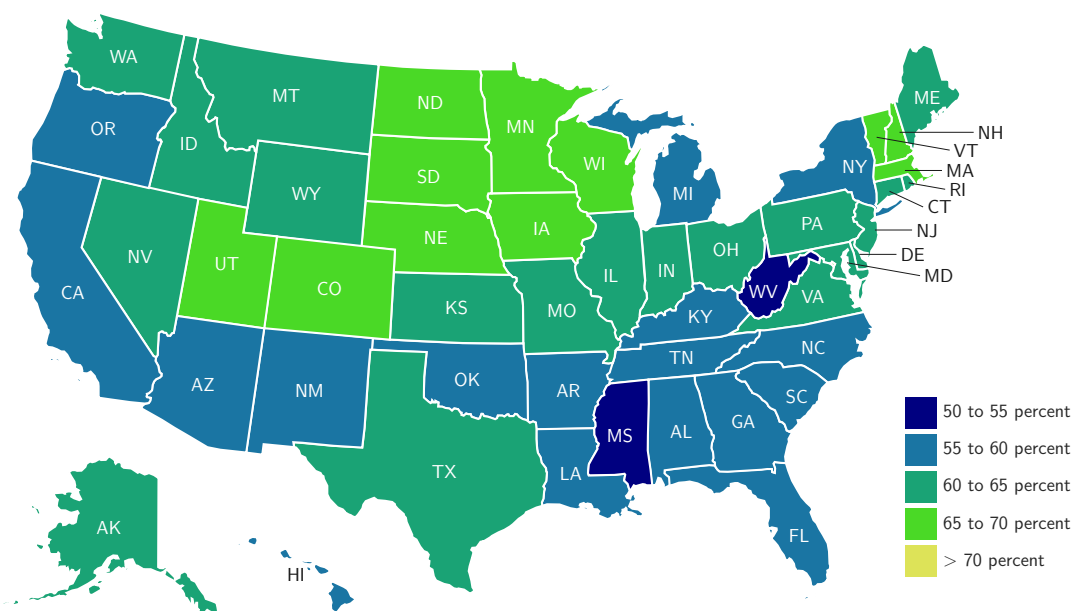 WA
ME
MT
ND
OR
MN
NH
ID
VT
WI
NY
MA
SD
RI
WY
MI
CT
PA
NE
IA
NJ
OH
NV
DE
UT
IN
MD
IL
CO
WV
CA
VA
KS
MO
KY
NC
TN
OK
AZ
NM
AR
SC
50 to 55 percent
GA
AL
MS
55 to 60 percent
TX
LA
60 to 65 percent
65 to 70 percent
AK
FL
> 70 percent
HI